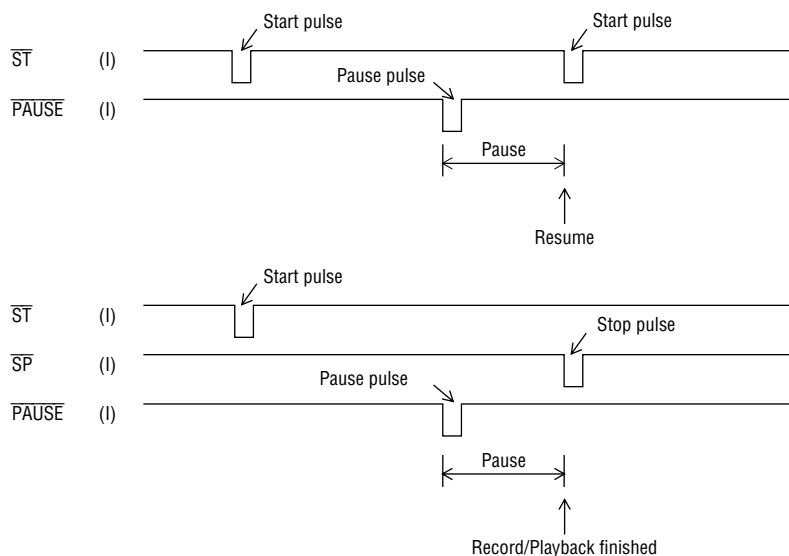 Start pulse Start pulse
ST (I)
Pause pulse
PAUSE (I)
Pause
Resume
Start pulse
ST (I)
Stop pulse
SP (I)
Pause pulse
PAUSE (I)
Pause
Record/Playback finished